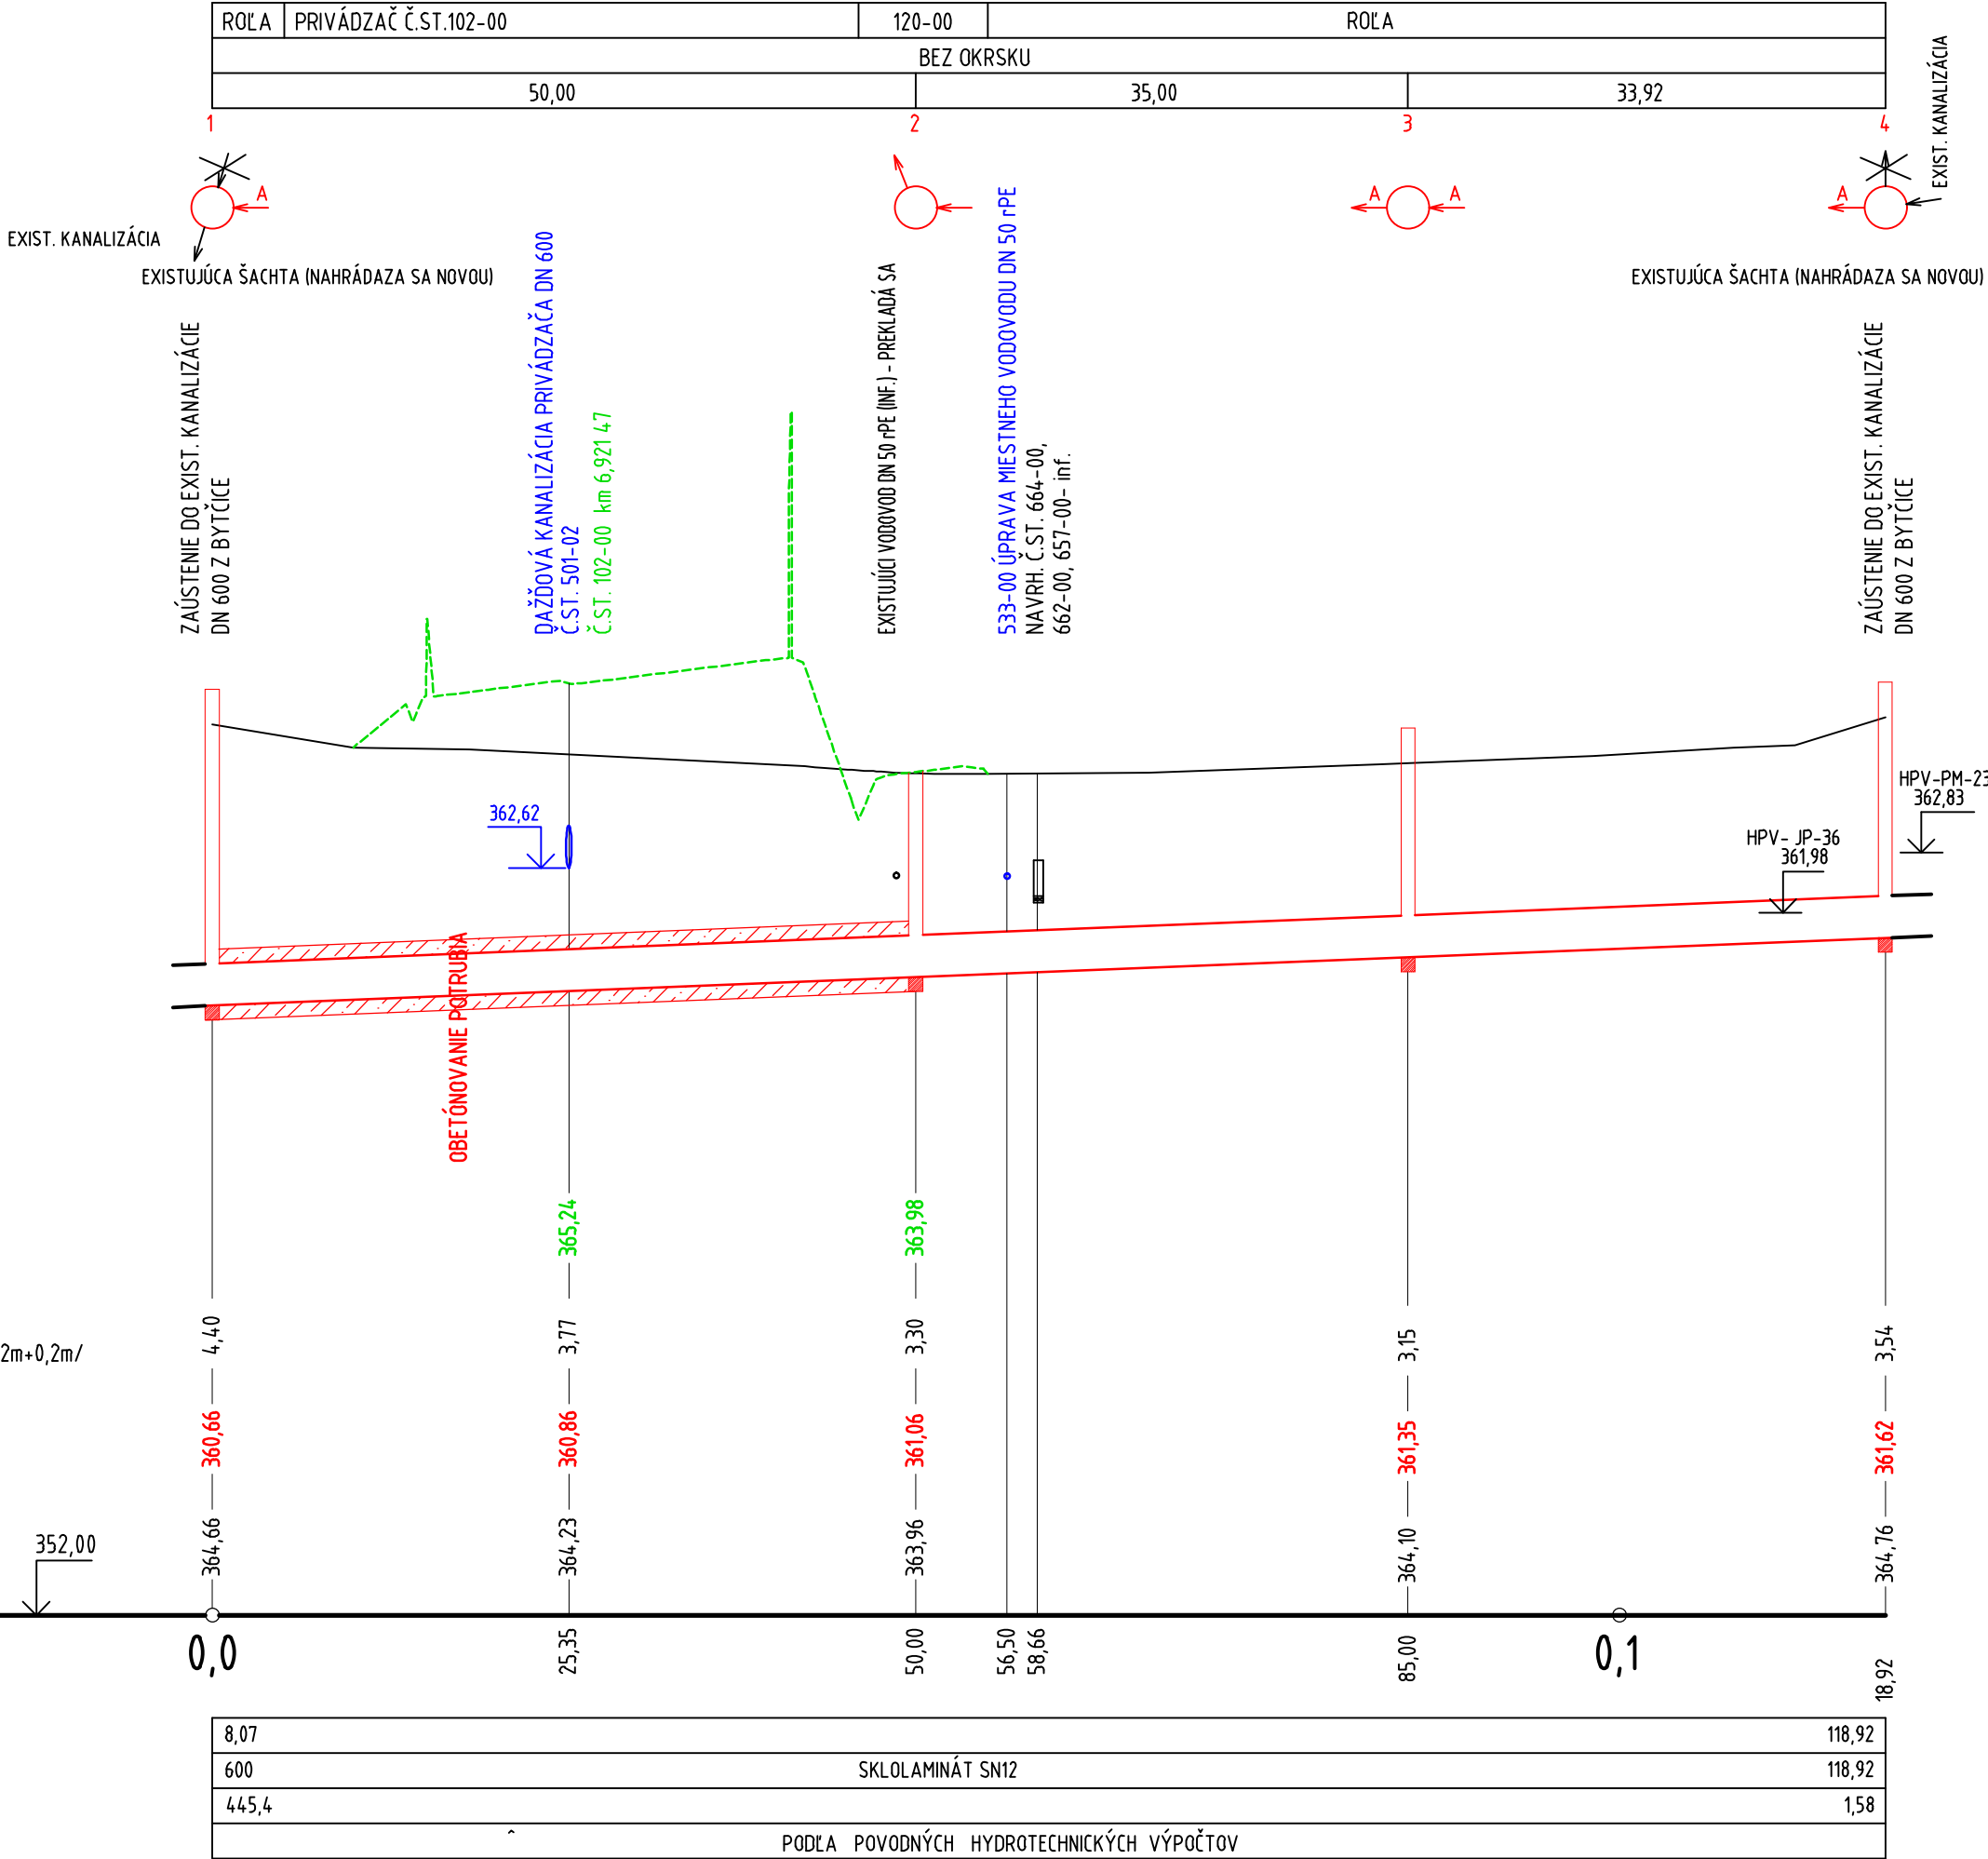 ROĽA PRIVÁDZAČ Č.ST.102-00 120-00 ROĽA
BEZ OKRSKU
50,00 35,00 33,92
1 2 3 4
EXIST. KANALIZÁCIA
A A A A
EXIST. KANALIZÁCIA
EXISTUJÚCA ŠACHTA (NAHRÁDAZA SA NOVOU)
EXISTUJÚCA ŠACHTA (NAHRÁDAZA SA NOVOU)
ZAÚSTENIE DO EXIST. KANALIZÁCIE
DN 600 Z BYTČICE
DAŽĎOVÁ KANALIZÁCIA PRIVÁDZAČA DN 600
Č.ST. 501-02
Č.ST. 102-00 km 6,921 47
EXISTUJÚCI VODOVOD DN 50 rPE (INF.) - PREKLADÁ SA
533-00 ÚPRAVA MIESTNEHO VODOVODU DN 50 rPE
NAVRH. Č.ST. 664-00,
662-00, 657-00- inf.
ZAÚSTENIE DO EXIST. KANALIZÁCIE
DN 600 Z BYTČICE
362,62
HPV-PM-23
362,83
HPV- JP-36
361,98
OBETÓNOVANIE POTRUBIA
365,24 363,98
2m+0,2m/
4,40 3,77 3,30 3,15 3,54
360,66 360,86 361,06 361,35 361,62
364,66 364,23 363,96 364,10 364,76
352,00
0,0 25,35 50,00 56,50 58,66 85,00 0,1 18,92
8,07 118,92
600 SKLOLAMINÁT SN12 118,92
445,4 1,58
PODĽA POVODNÝCH HYDROTECHNICKÝCH VÝPOČTOV